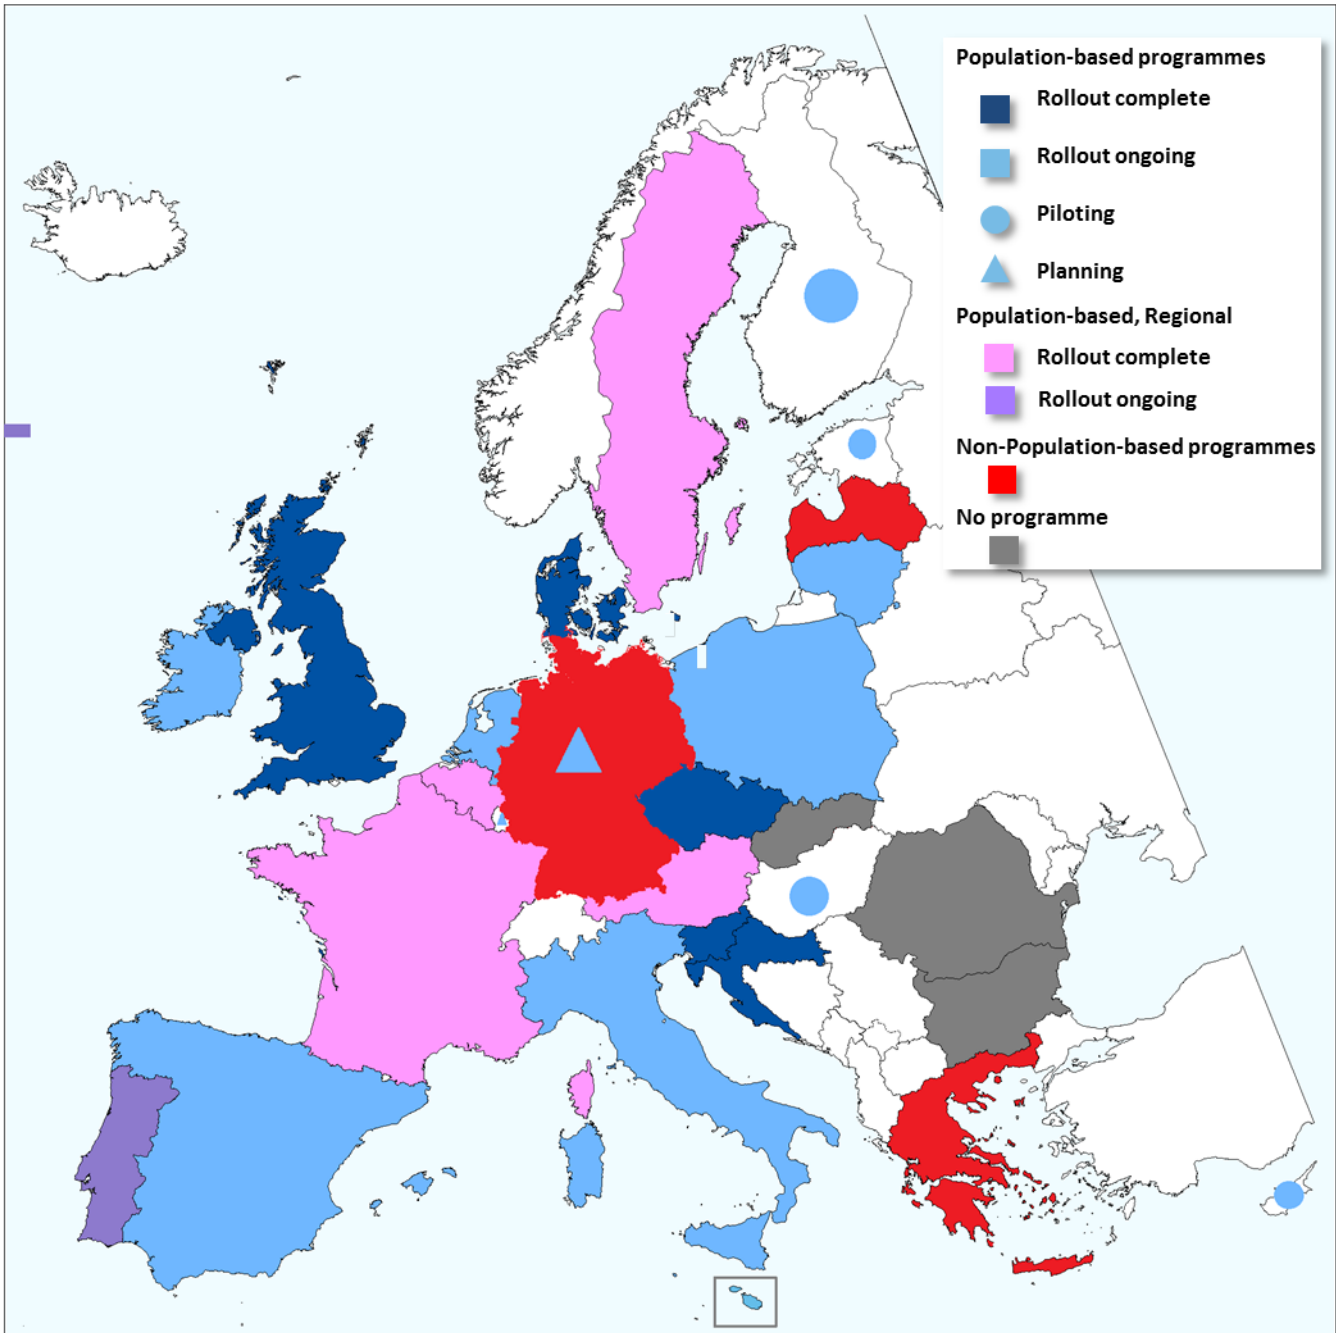 Population-based programmes
Rollout complete
Rollout ongoing
Piloting
Planning
Population-based, Regional
Rollout complete
Rollout ongoing
Non-Population-based programmes
No programme